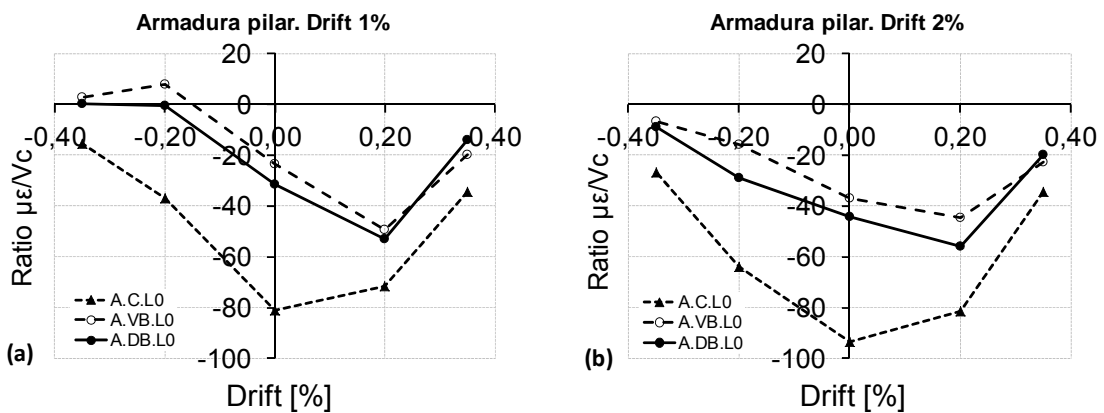 Armadura pilar. Drift 1%
20
0
-20
-40
-60
-80
-100
-0,40 -0,20 0,00 0,20 0,40
Ratio με/Vc
A.C.L0
A.VB.L0
A.DB.L0
(a)
Drift [%]
Armadura pilar. Drift 2%
20
0
-20
-40
-60
-80
-100
-0,40 -0,20 0,00 0,20 0,40
Ratio με/Vc
A.C.L0
A.VB.L0
A.DB.L0
(b)
Drift [%]